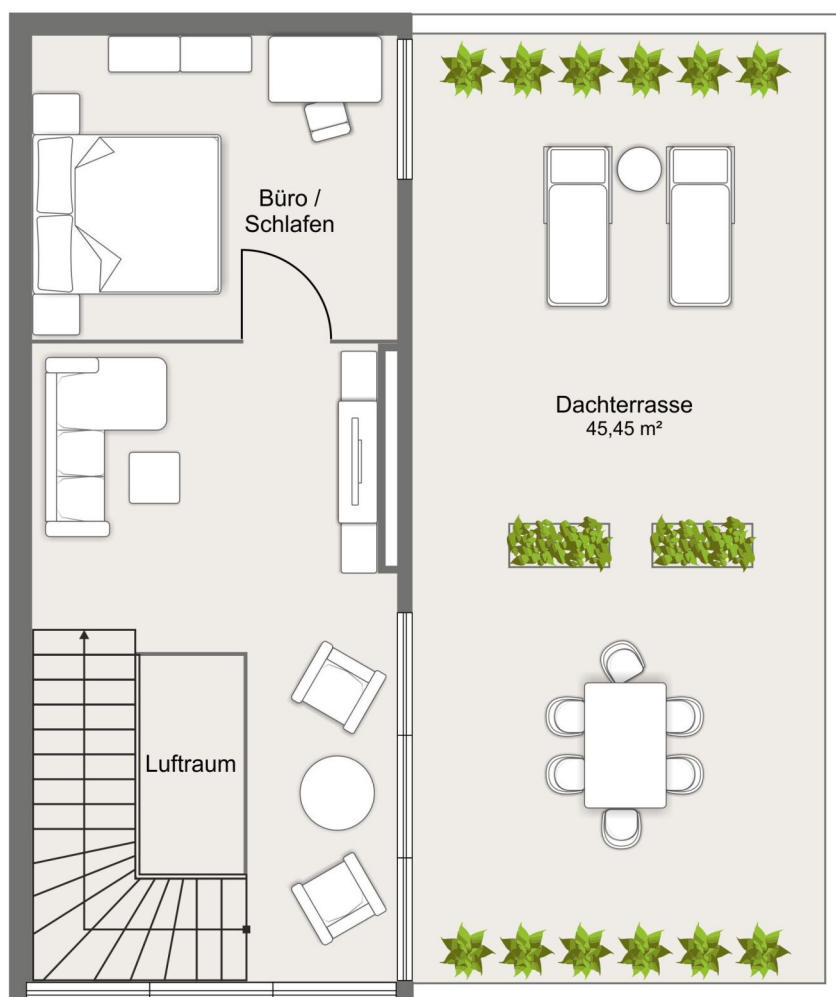 Büro /
Schlafen
Dachterrasse
45,45 m²
Luftraum